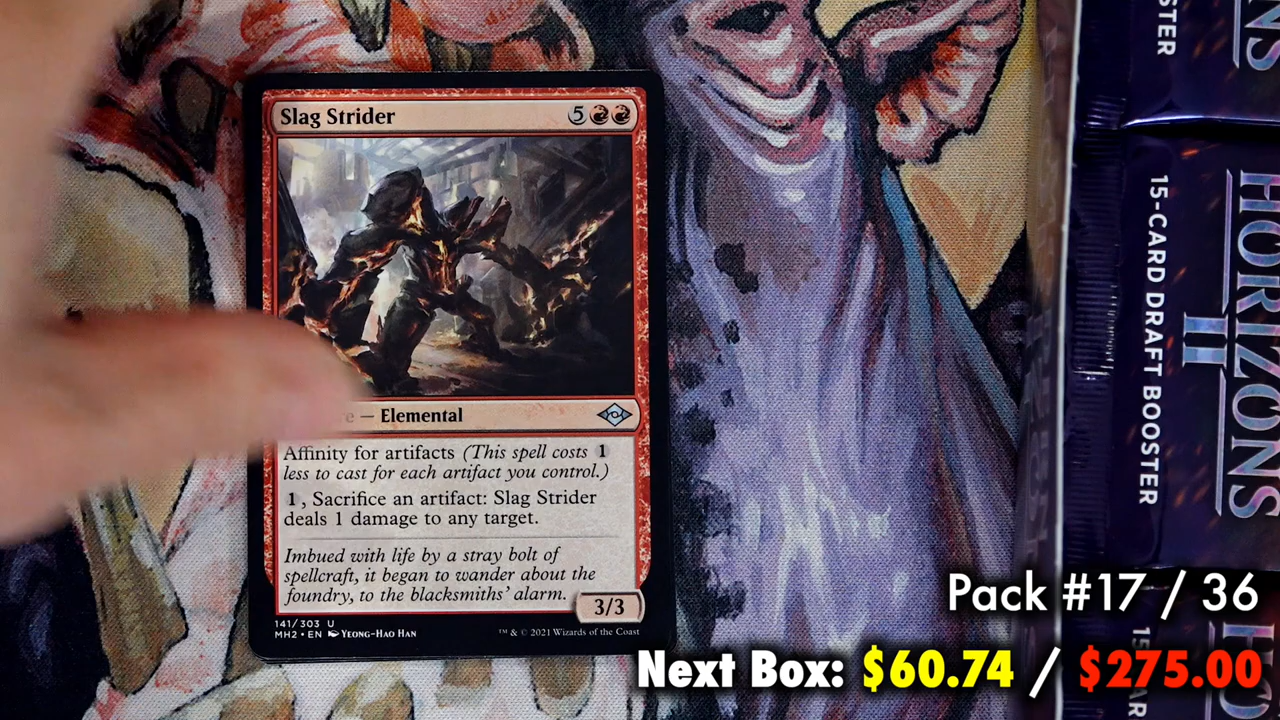 Slag Strider
5
— Elemental
Affinity for artifacts (This spell costs 1
less to cast for each artifact you control.)
1 , Sacrifice an artifact: Slag Strider
deals 1 damage to any target.
Imbued with life by a stray bolt of
spellcraft, it began to wander about the
foundry, to the blacksmiths’ alarm.
3/3
141/303 U
MH2 • EN Yeong-Hao Han
™ & © 2021 Wizards of the Coast
HORIZONS
II
15-CARD DRAFT BOOSTER
Pack #17 / 36
Next Box: $60.74 / $275.00